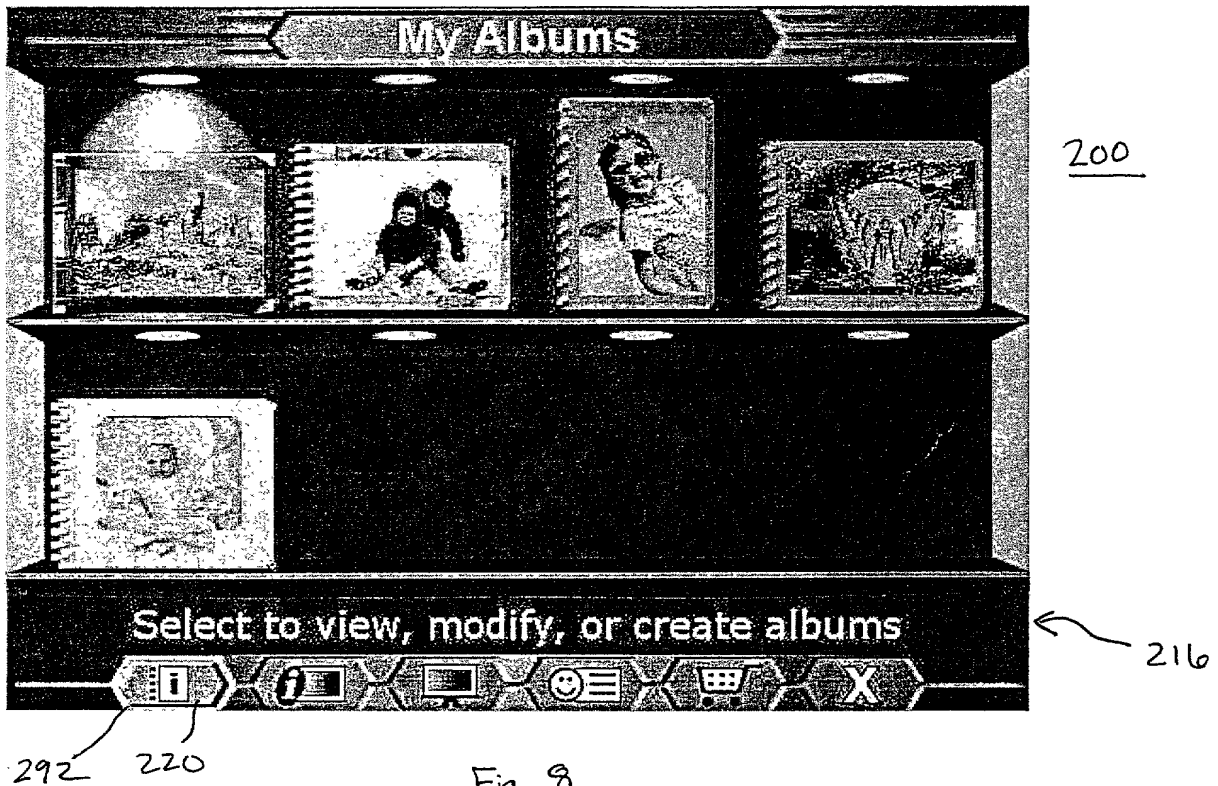 My Albums
200
Select to view, modify, or create albums
216
i
i
X
292 220
Fig. 8